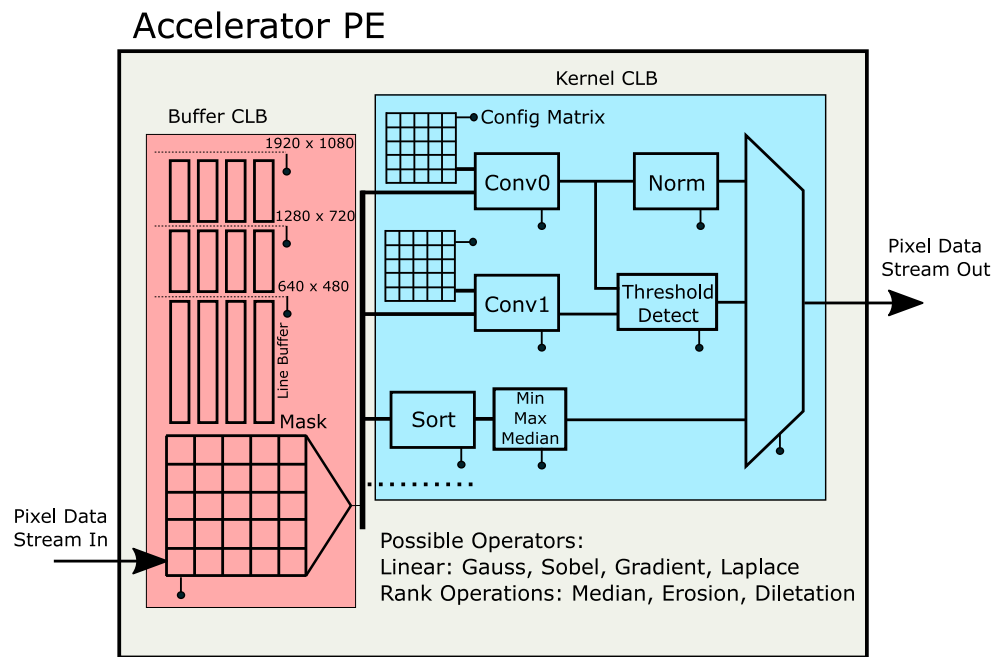 Accelerator PE
Kernel CLB
Buffer CLB
1920 x 1080
1280 x 720
640 x 480
Line Buffer
Mask
Config Matrix
Conv0
Norm
Conv1
Threshold
Detect
Sort
Min
Max
Median
Pixel Data
Stream Out
Pixel Data
Stream In
Possible Operators:
Linear: Gauss, Sobel, Gradient, Laplace
Rank Operations: Median, Erosion, Diletation